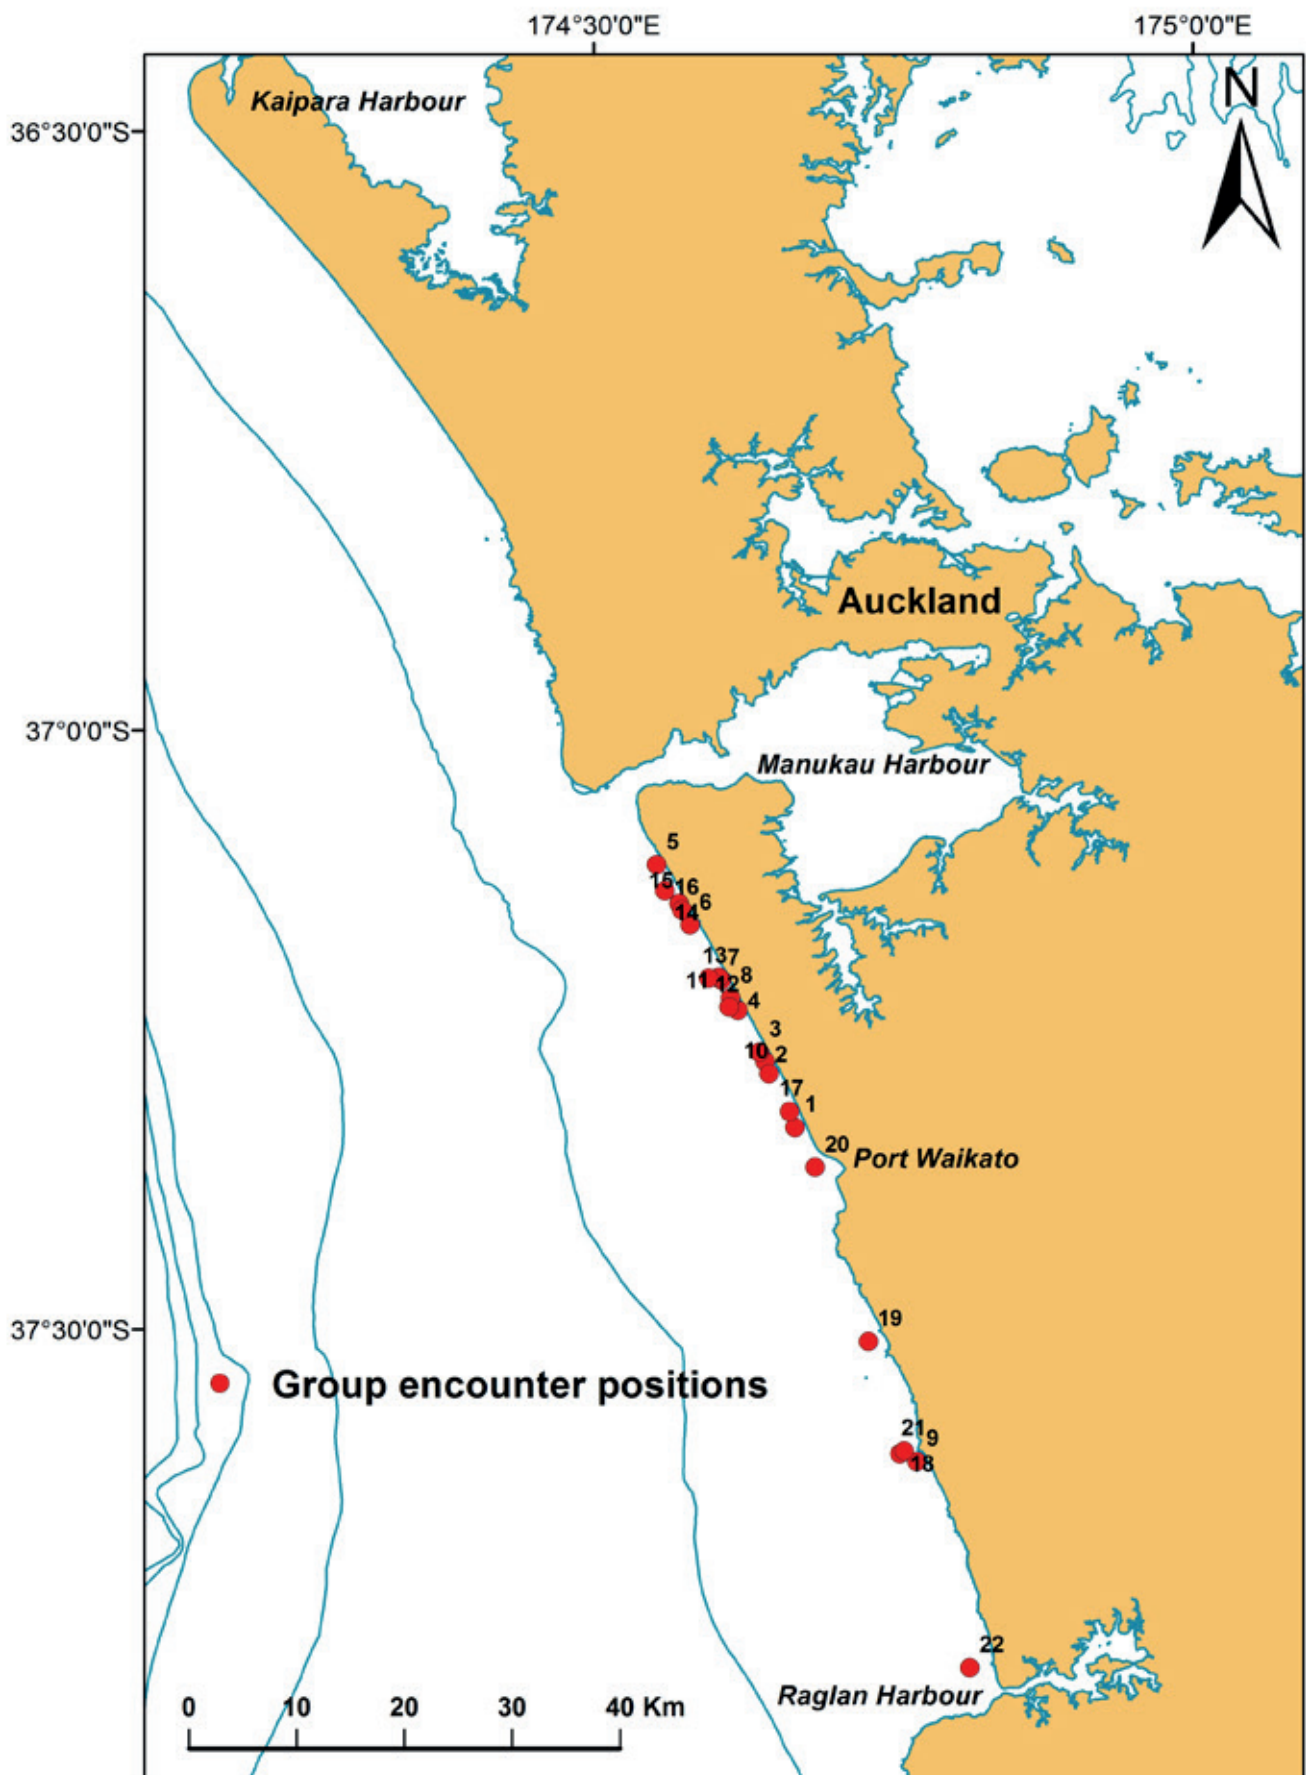 174°30'0"E
175°0'0"E
N
Kaipara Harbour
36°30'0"S
Auckland
37°0'0"S
Manukau Harbour
5
15
16
6
14
13
7
11
12
8
4
3
10
2
17
1
20
Port Waikato
37°30'0"S
19
Group encounter positions
21
9
18
22
Raglan Harbour
0 10 20 30 40 Km